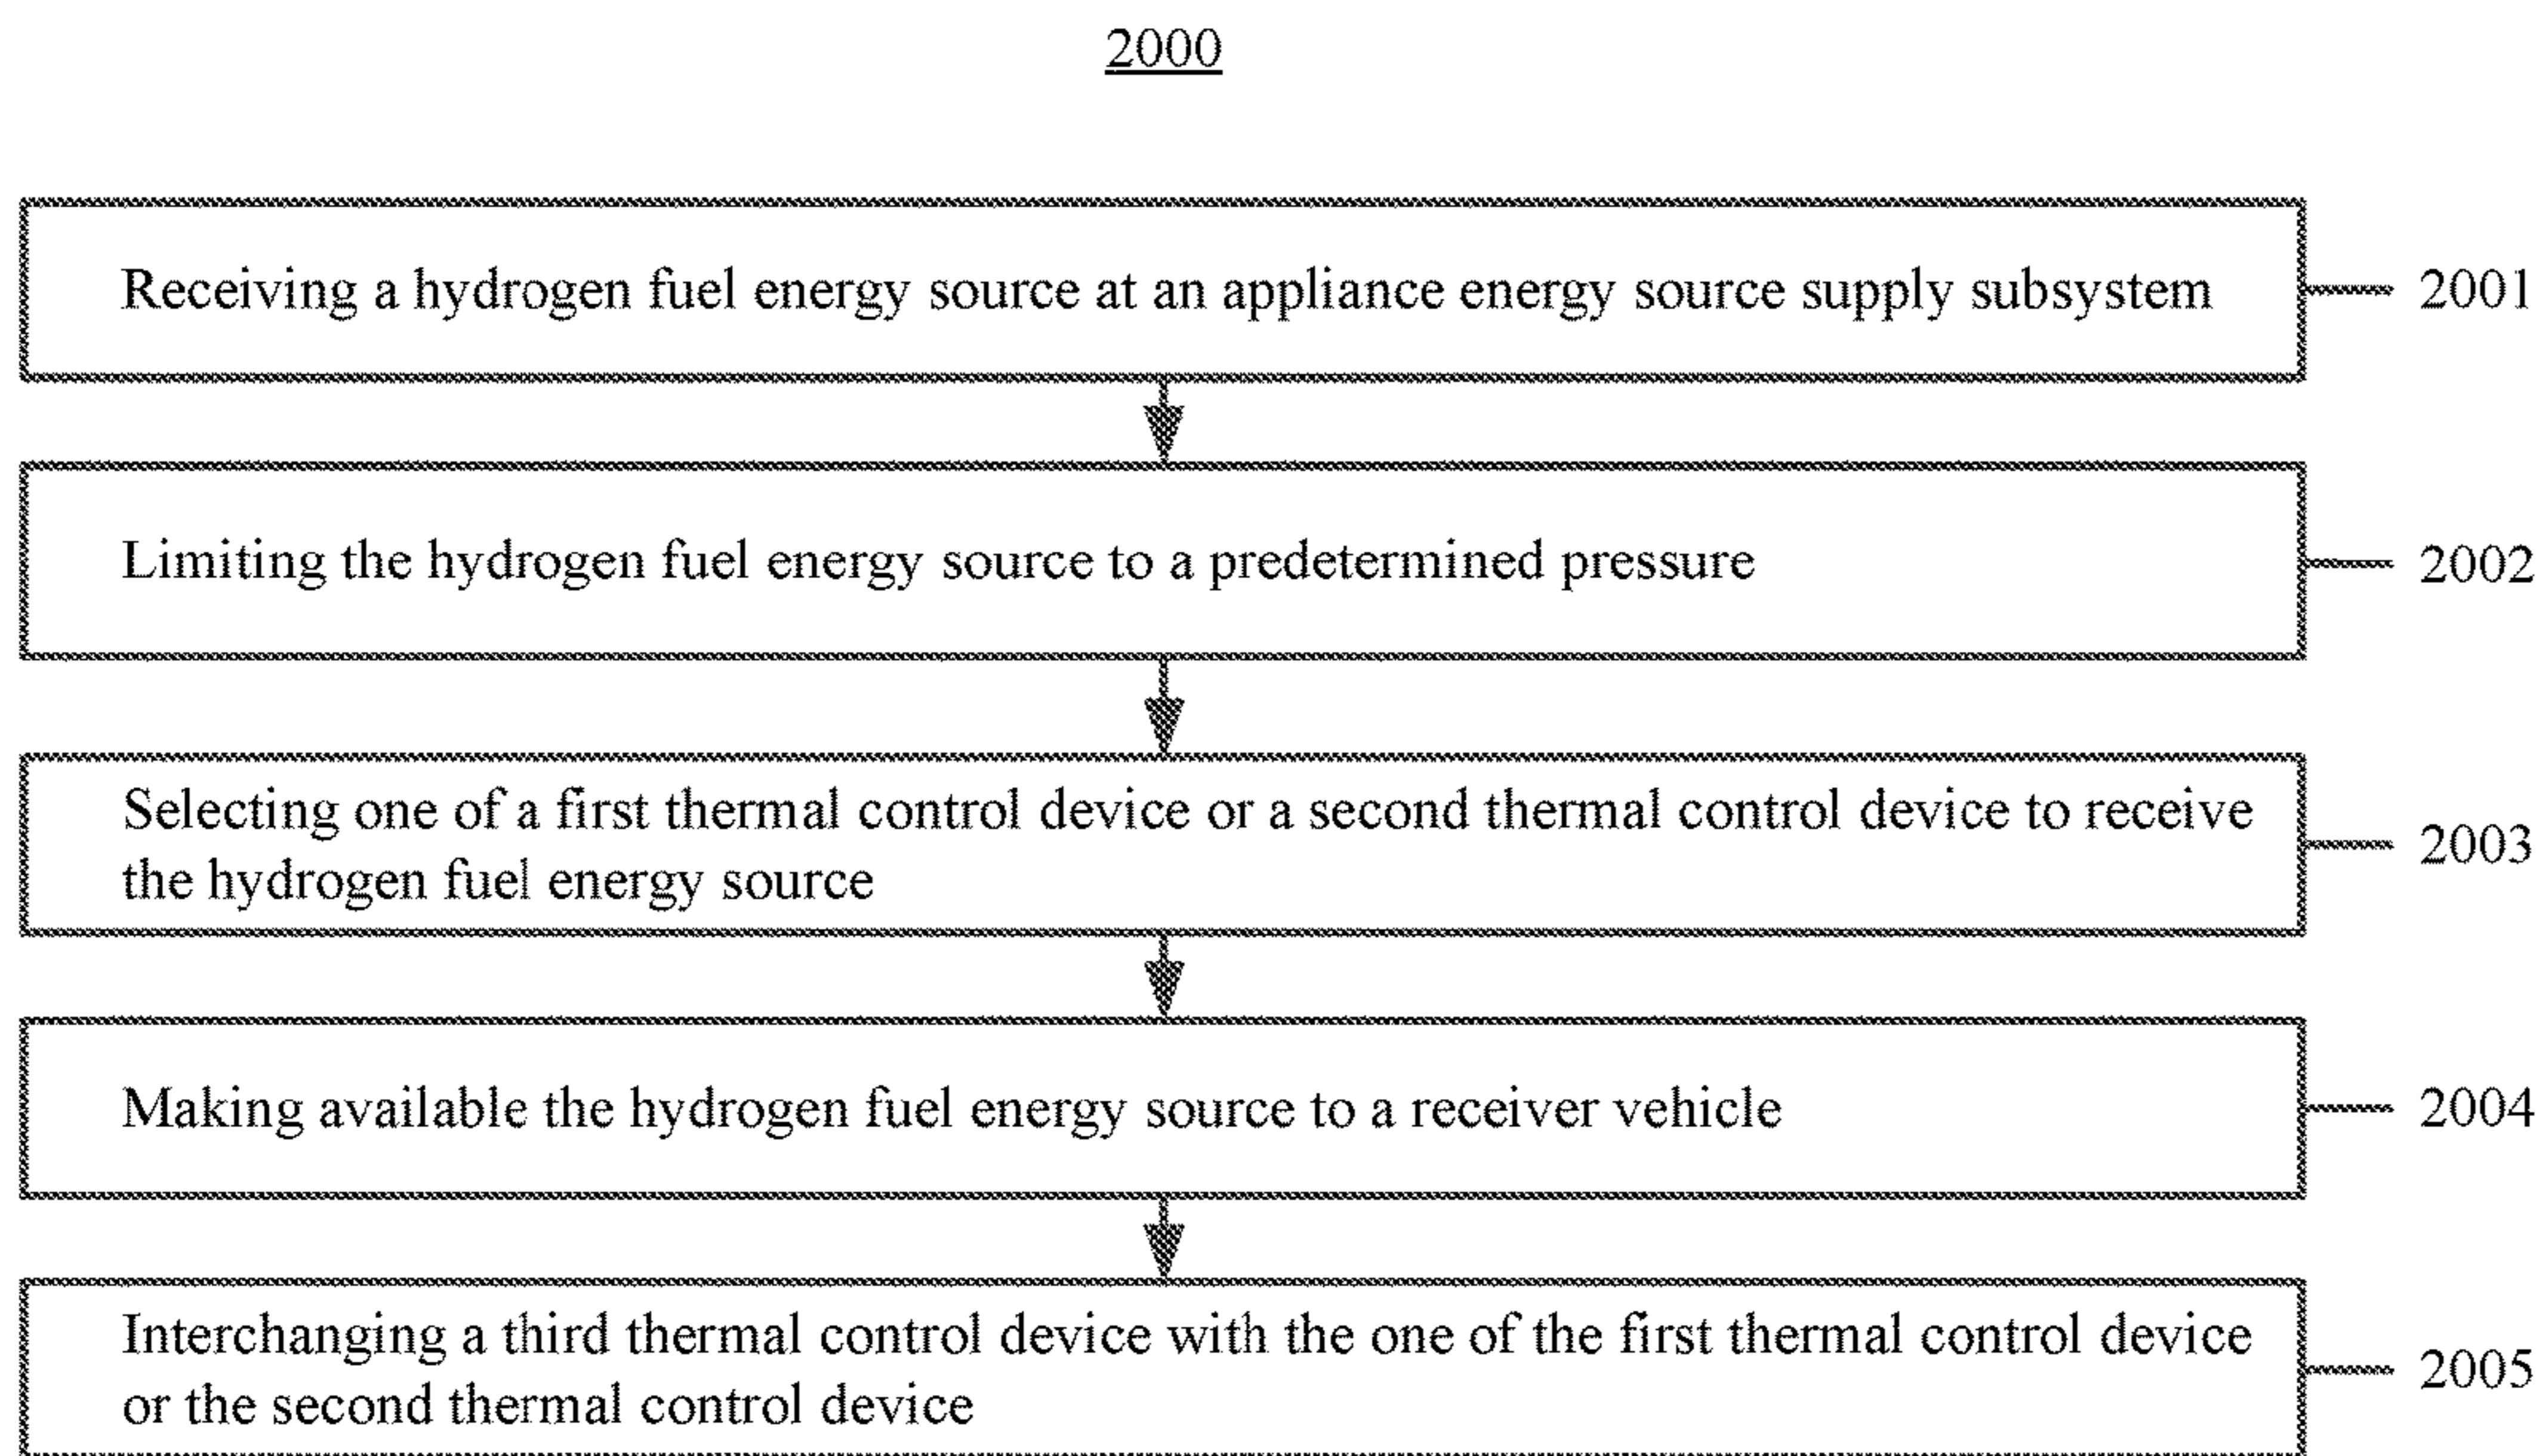 2000
Receiving a hydrogen fuel energy source at an appliance energy source supply subsystem
2001
Limiting the hydrogen fuel energy source to a predetermined pressure
2002
Selecting one of a first thermal control device or a second thermal control device to receive
the hydrogen fuel energy source
2003
Making available the hydrogen fuel energy source to a receiver vehicle
2004
Interchanging a third thermal control device with the one of the first thermal control device
or the second thermal control device
2005